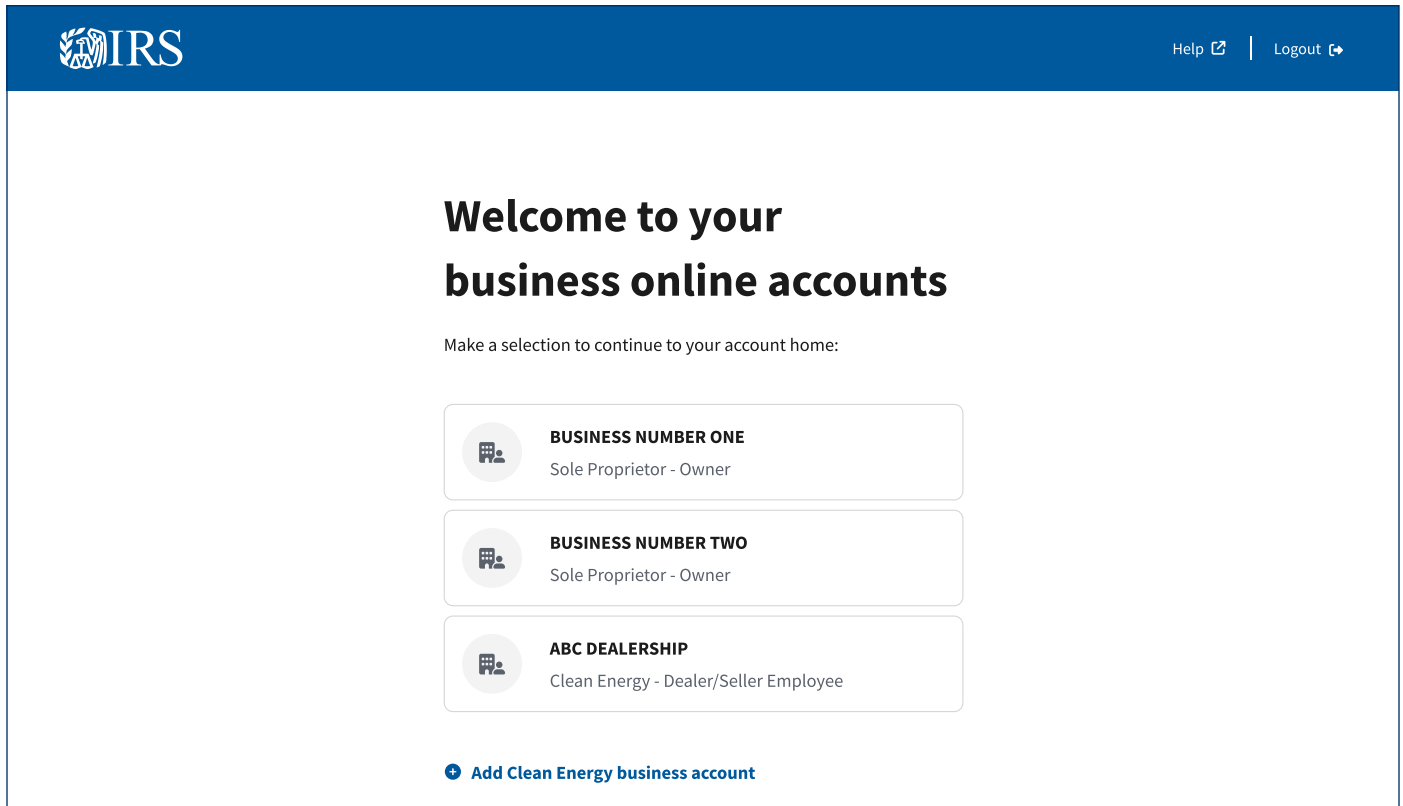 IRS
Help
Logout
Welcome to your
business online accounts
Make a selection to continue to your account home:
BUSINESS NUMBER ONE
Sole Proprietor - Owner
BUSINESS NUMBER TWO
Sole Proprietor - Owner
ABC DEALERSHIP
Clean Energy - Dealer/Seller Employee
Add Clean Energy business account